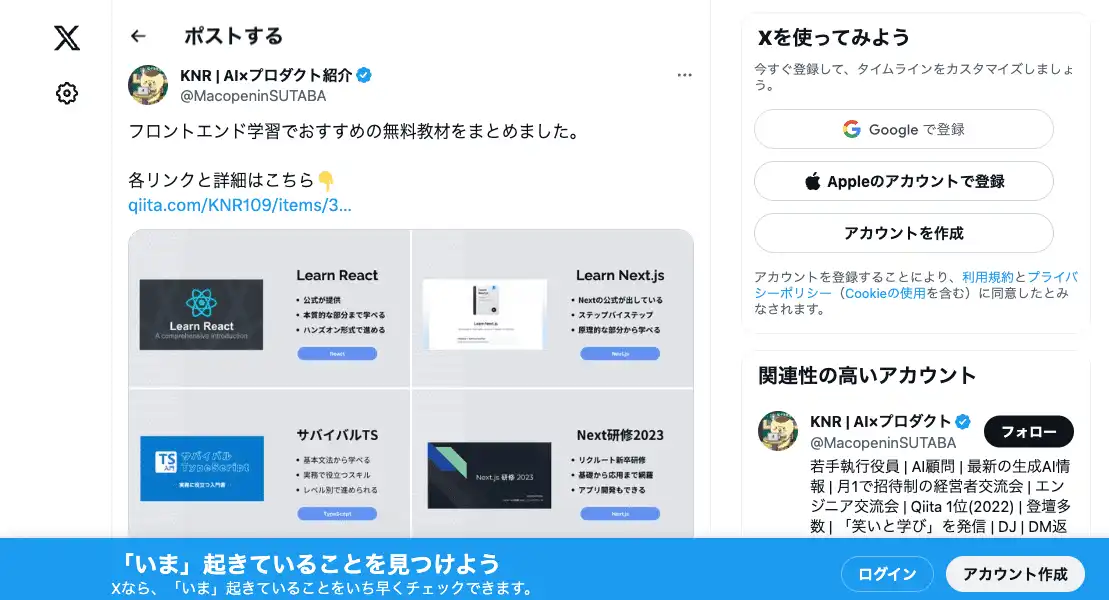 ポストする
KNR | AI×プロダクト紹介
@MacopeninSUTABA
フロントエンド学習でおすすめの無料教材をまとめました。
各リンクと詳細はこちら👇
qiita.com/KNR109/items/3...
Learn React
• 公式が提供
• 本質的な部分まで学べる
• ハンズオン形式で進める
React
Learn React
A comprehensive introduction
Learn Next.js
• Nextの公式が出している
• ステップバイステップ
• 原理的な部分から学べる
Next.js
Learn Next.js
サバイバルTS
• 基本文法から学べる
• 実務で役立つスキル
• レベル別で進められる
TypeScript
TS
入門
サバイバル
TypeScript
実務に役立つ入門書
Next研修2023
• リクルート新卒研修
• 基礎から応用まで網羅
• アプリ開発もできる
Next.js
Next.js 研修 2023
Xを使ってみよう
今すぐ登録して、タイムラインをカスタマイズしましょ
う。
Google で登録
Appleのアカウントで登録
アカウントを作成
アカウントを登録することにより、利用規約とプライバ
シーポリシー（Cookieの使用を含む）に同意したとみ
なされます。
関連性の高いアカウント
KNR | AI×プロダクト
@MacopeninSUTABA
フォロー
若手執行役員 | AI顧問 | 最新の生成AI情
報 | 月1で招待制の経営者交流会 | エン
ジニア交流会 | Qiita 1位(2022) | 登壇多
数 | 「笑いと学び」を発信 | DJ | DM返
「いま」起きていることを見つけよう
Xなら、「いま」起きていることをいち早くチェックできます。
ログイン
アカウント作成